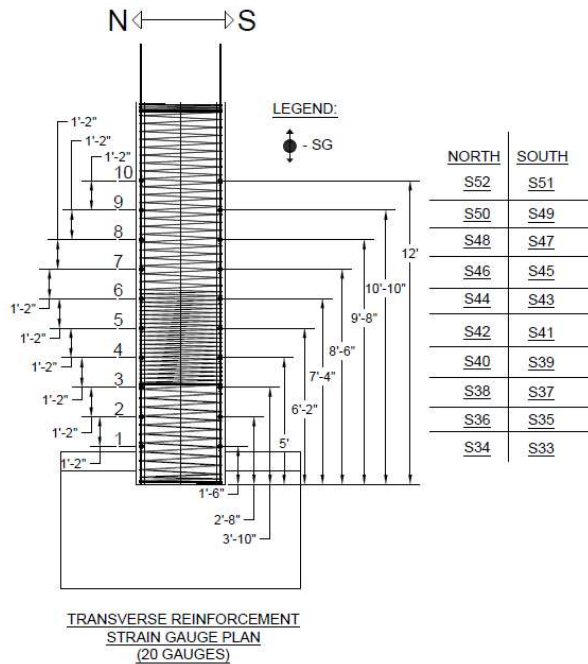 N S
LEGEND:
- SG
1'-2"
1'-2"
1'-2"
10
9
8
7
6
5
4
3
2
1
1'-2"
1'-2"
1'-2"
1'-2"
1'-2"
1'-2"
12'
10'-10"
9'-8"
8'-6"
7'-4"
6'-2"
5'
1'-6"
2'-8"
3'-10"
NORTH SOUTH
S52 S51
S50 S49
S48 S47
S46 S45
S44 S43
S42 S41
S40 S39
S38 S37
S36 S35
S34 S33
TRANSVERSE REINFORCEMENT
STRAIN GAUGE PLAN
(20 GAUGES)